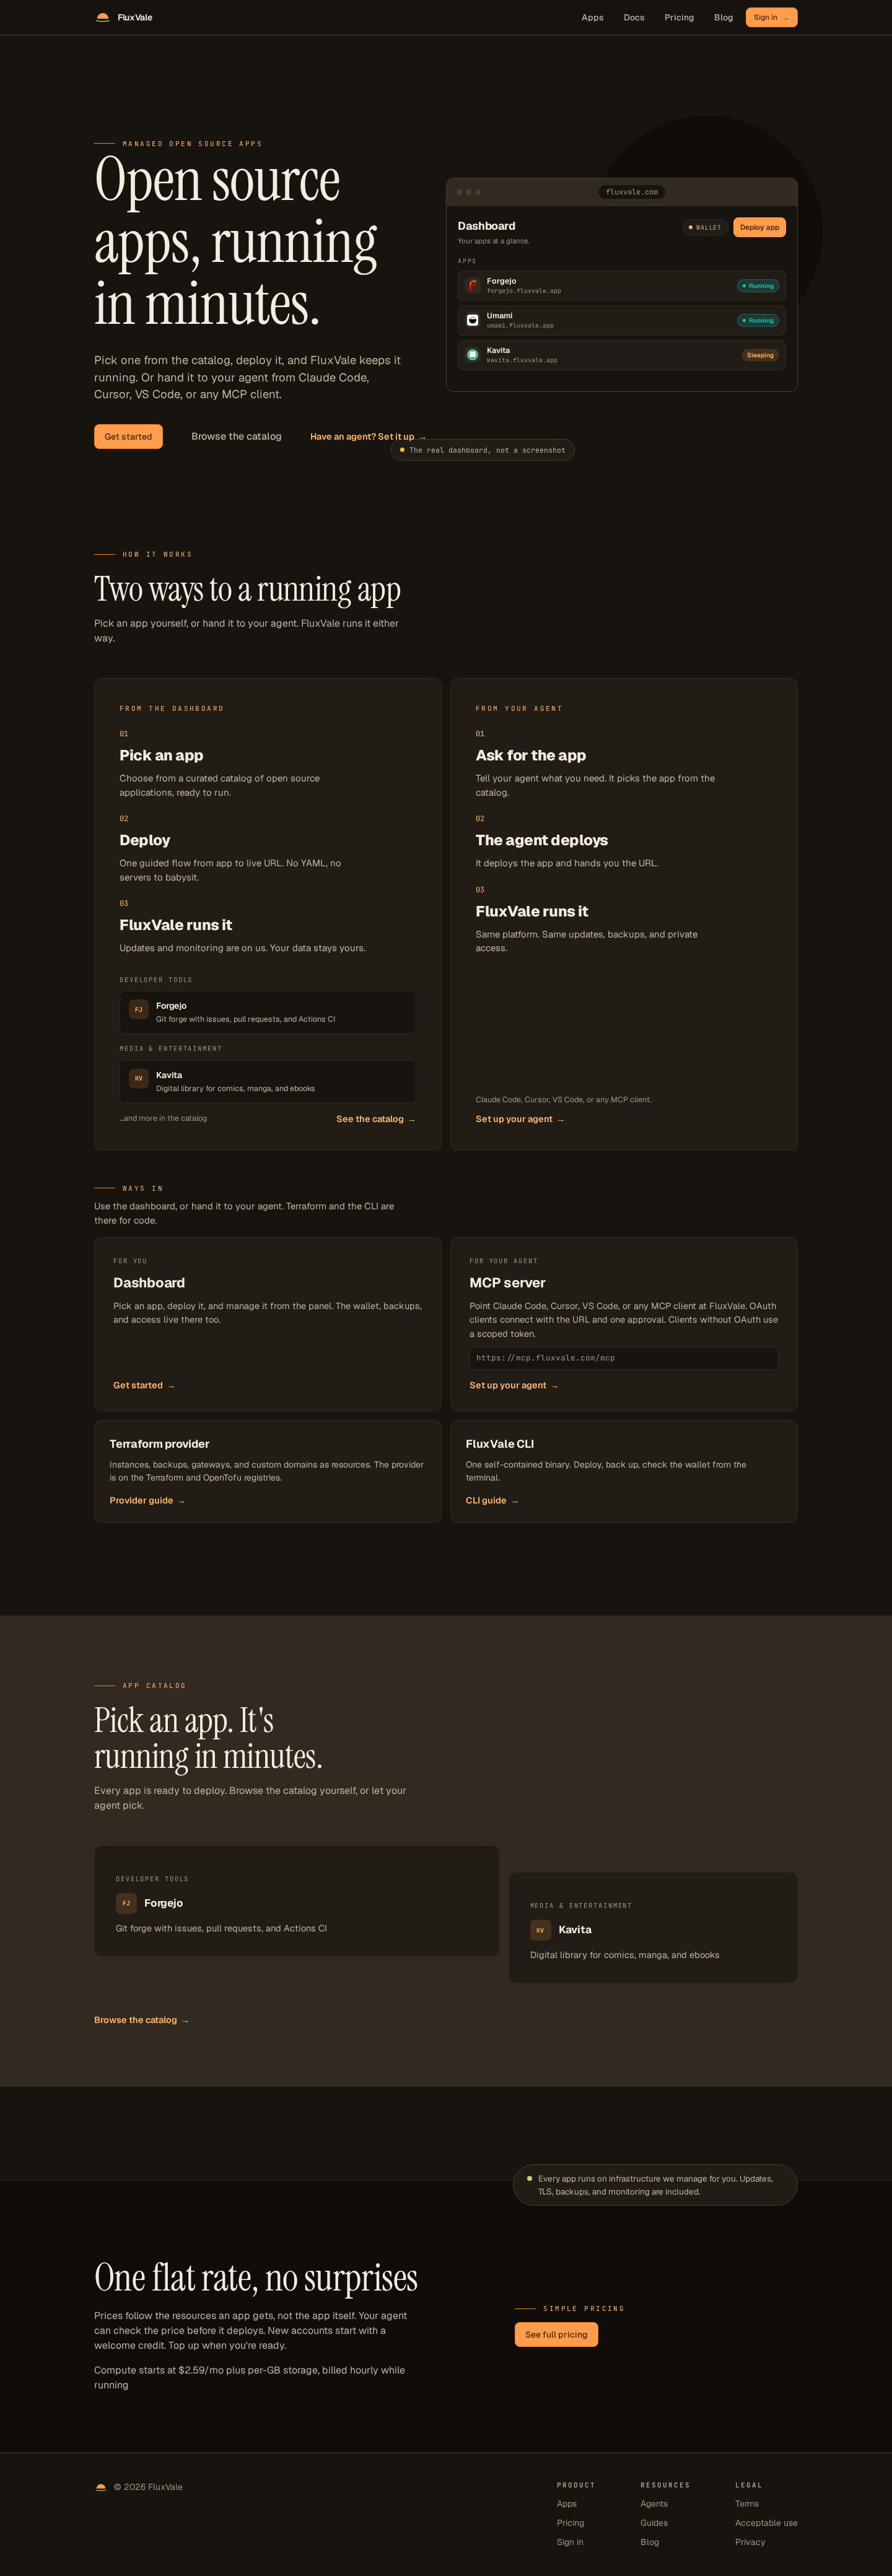 FluxVale
Apps
Docs
Pricing
Blog
Sign in →
MANAGED OPEN SOURCE APPS
Open source
apps, running
in minutes.
Pick one from the catalog, deploy it, and FluxVale keeps it
running. Or hand it to your agent from Claude Code,
Cursor, VS Code, or any MCP client.
Get started
Browse the catalog
Have an agent? Set it up →
fluxvale.com
Dashboard
Your apps at a glance.
WALLET
Deploy app
APPS
Forgejo
forgejo.fluxvale.app
Running
Umami
umami.fluxvale.app
Running
Kavita
kavita.fluxvale.app
Sleeping
The real dashboard, not a screenshot
HOW IT WORKS
Two ways to a running app
Pick an app yourself, or hand it to your agent. FluxVale runs it either
way.
FROM THE DASHBOARD
01
Pick an app
Choose from a curated catalog of open source
applications, ready to run.
02
Deploy
One guided flow from app to live URL. No YAML, no
servers to babysit.
03
FluxVale runs it
Updates and monitoring are on us. Your data stays yours.
DEVELOPER TOOLS
FJ
Forgejo
Git forge with issues, pull requests, and Actions CI
MEDIA & ENTERTAINMENT
KV
Kavita
Digital library for comics, manga, and ebooks
…and more in the catalog
See the catalog →
FROM YOUR AGENT
01
Ask for the app
Tell your agent what you need. It picks the app from the
catalog.
02
The agent deploys
It deploys the app and hands you the URL.
03
FluxVale runs it
Same platform. Same updates, backups, and private
access.
Claude Code, Cursor, VS Code, or any MCP client.
Set up your agent →
WAYS IN
Use the dashboard, or hand it to your agent. Terraform and the CLI are
there for code.
FOR YOU
Dashboard
Pick an app, deploy it, and manage it from the panel. The wallet, backups,
and access live there too.
Get started →
FOR YOUR AGENT
MCP server
Point Claude Code, Cursor, VS Code, or any MCP client at FluxVale. OAuth
clients connect with the URL and one approval. Clients without OAuth use
a scoped token.
https://mcp.fluxvale.com/mcp
Set up your agent →
Terraform provider
Instances, backups, gateways, and custom domains as resources. The provider
is on the Terraform and OpenTofu registries.
Provider guide →
FluxVale CLI
One self-contained binary. Deploy, back up, check the wallet from the
terminal.
CLI guide →
APP CATALOG
Pick an app. It's
running in minutes.
Every app is ready to deploy. Browse the catalog yourself, or let your
agent pick.
DEVELOPER TOOLS
FJ
Forgejo
Git forge with issues, pull requests, and Actions CI
MEDIA & ENTERTAINMENT
KV
Kavita
Digital library for comics, manga, and ebooks
Browse the catalog →
Every app runs on infrastructure we manage for you. Updates,
TLS, backups, and monitoring are included.
One flat rate, no surprises
Prices follow the resources an app gets, not the app itself. Your agent
can check the price before it deploys. New accounts start with a
welcome credit. Top up when you're ready.
Compute starts at $2.59/mo plus per-GB storage, billed hourly while
running
SIMPLE PRICING
See full pricing
© 2026 FluxVale
PRODUCT
Apps
Pricing
Sign in
RESOURCES
Agents
Guides
Blog
LEGAL
Terms
Acceptable use
Privacy